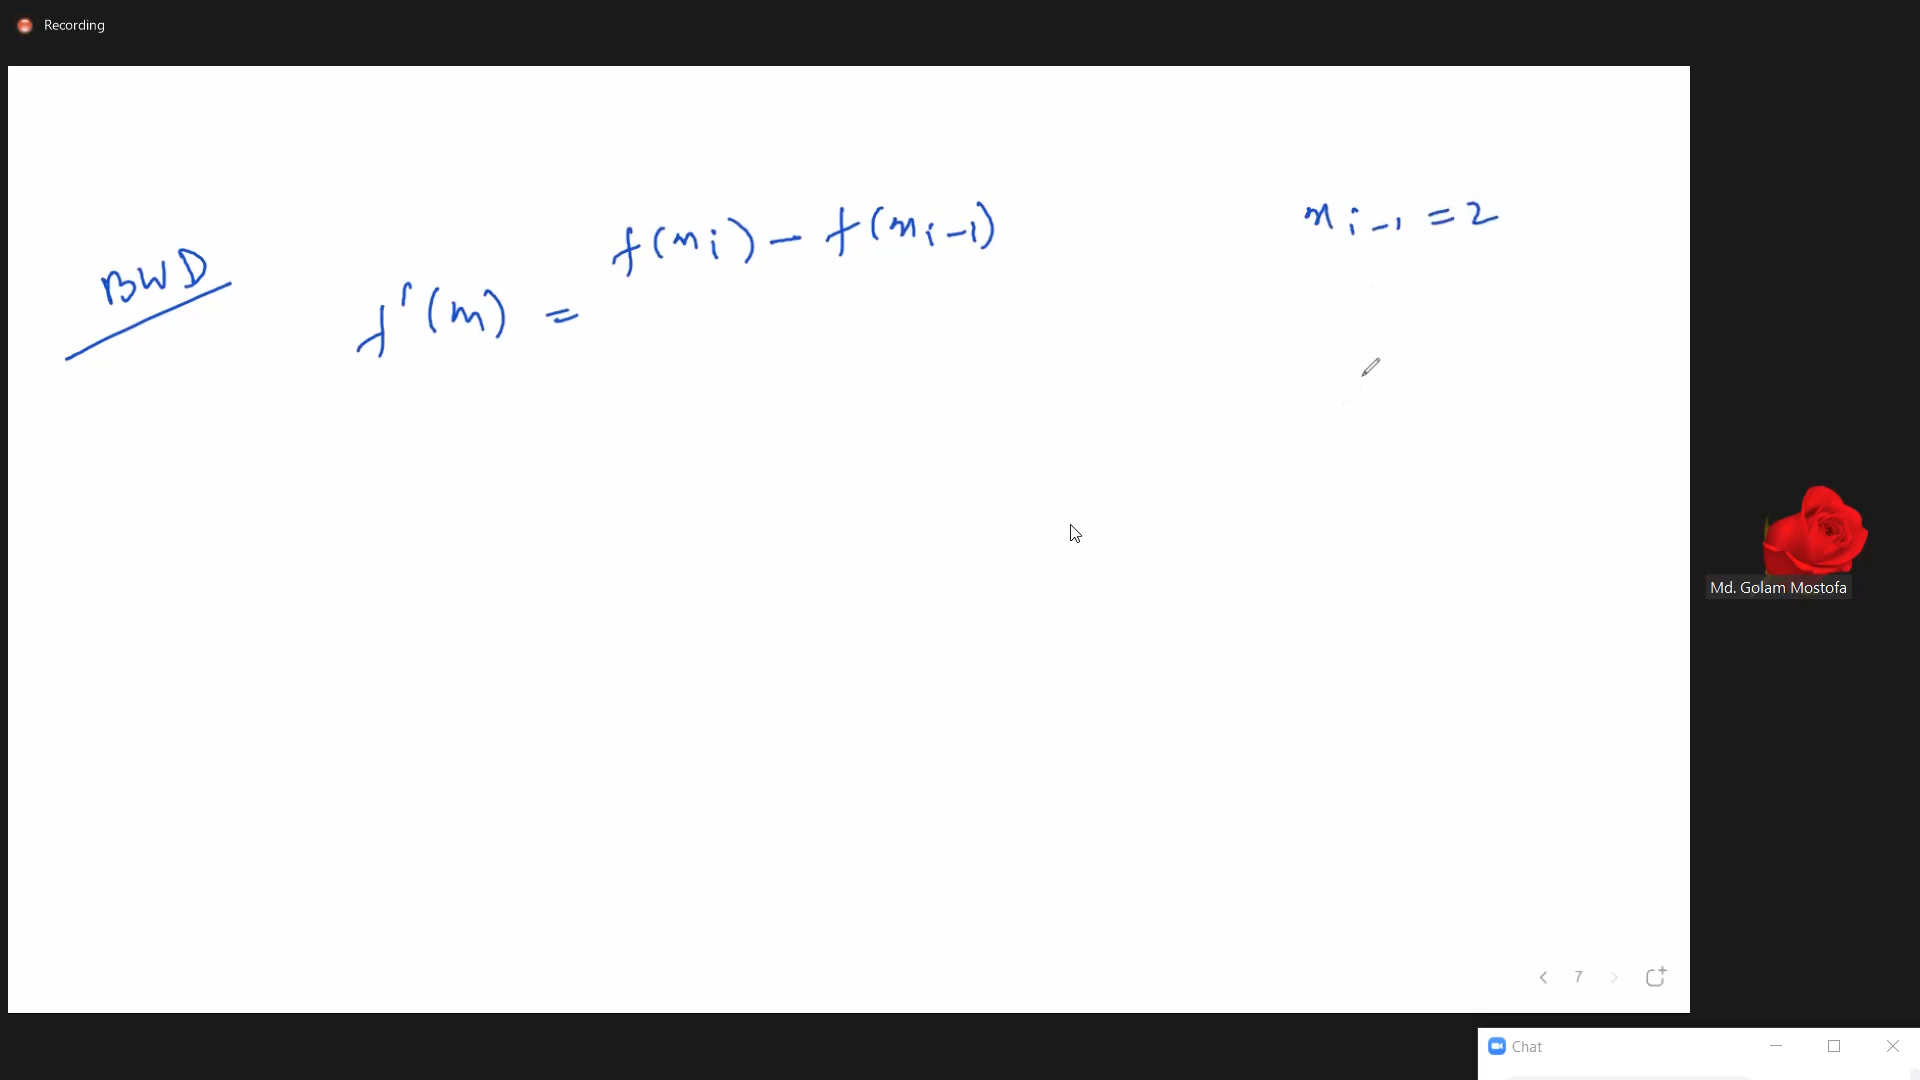 Recording
BWD
f'(x) =
f(xi) - f(xi-1)
xi-1 = 2
Md. Golam Mostofa
7
Chat